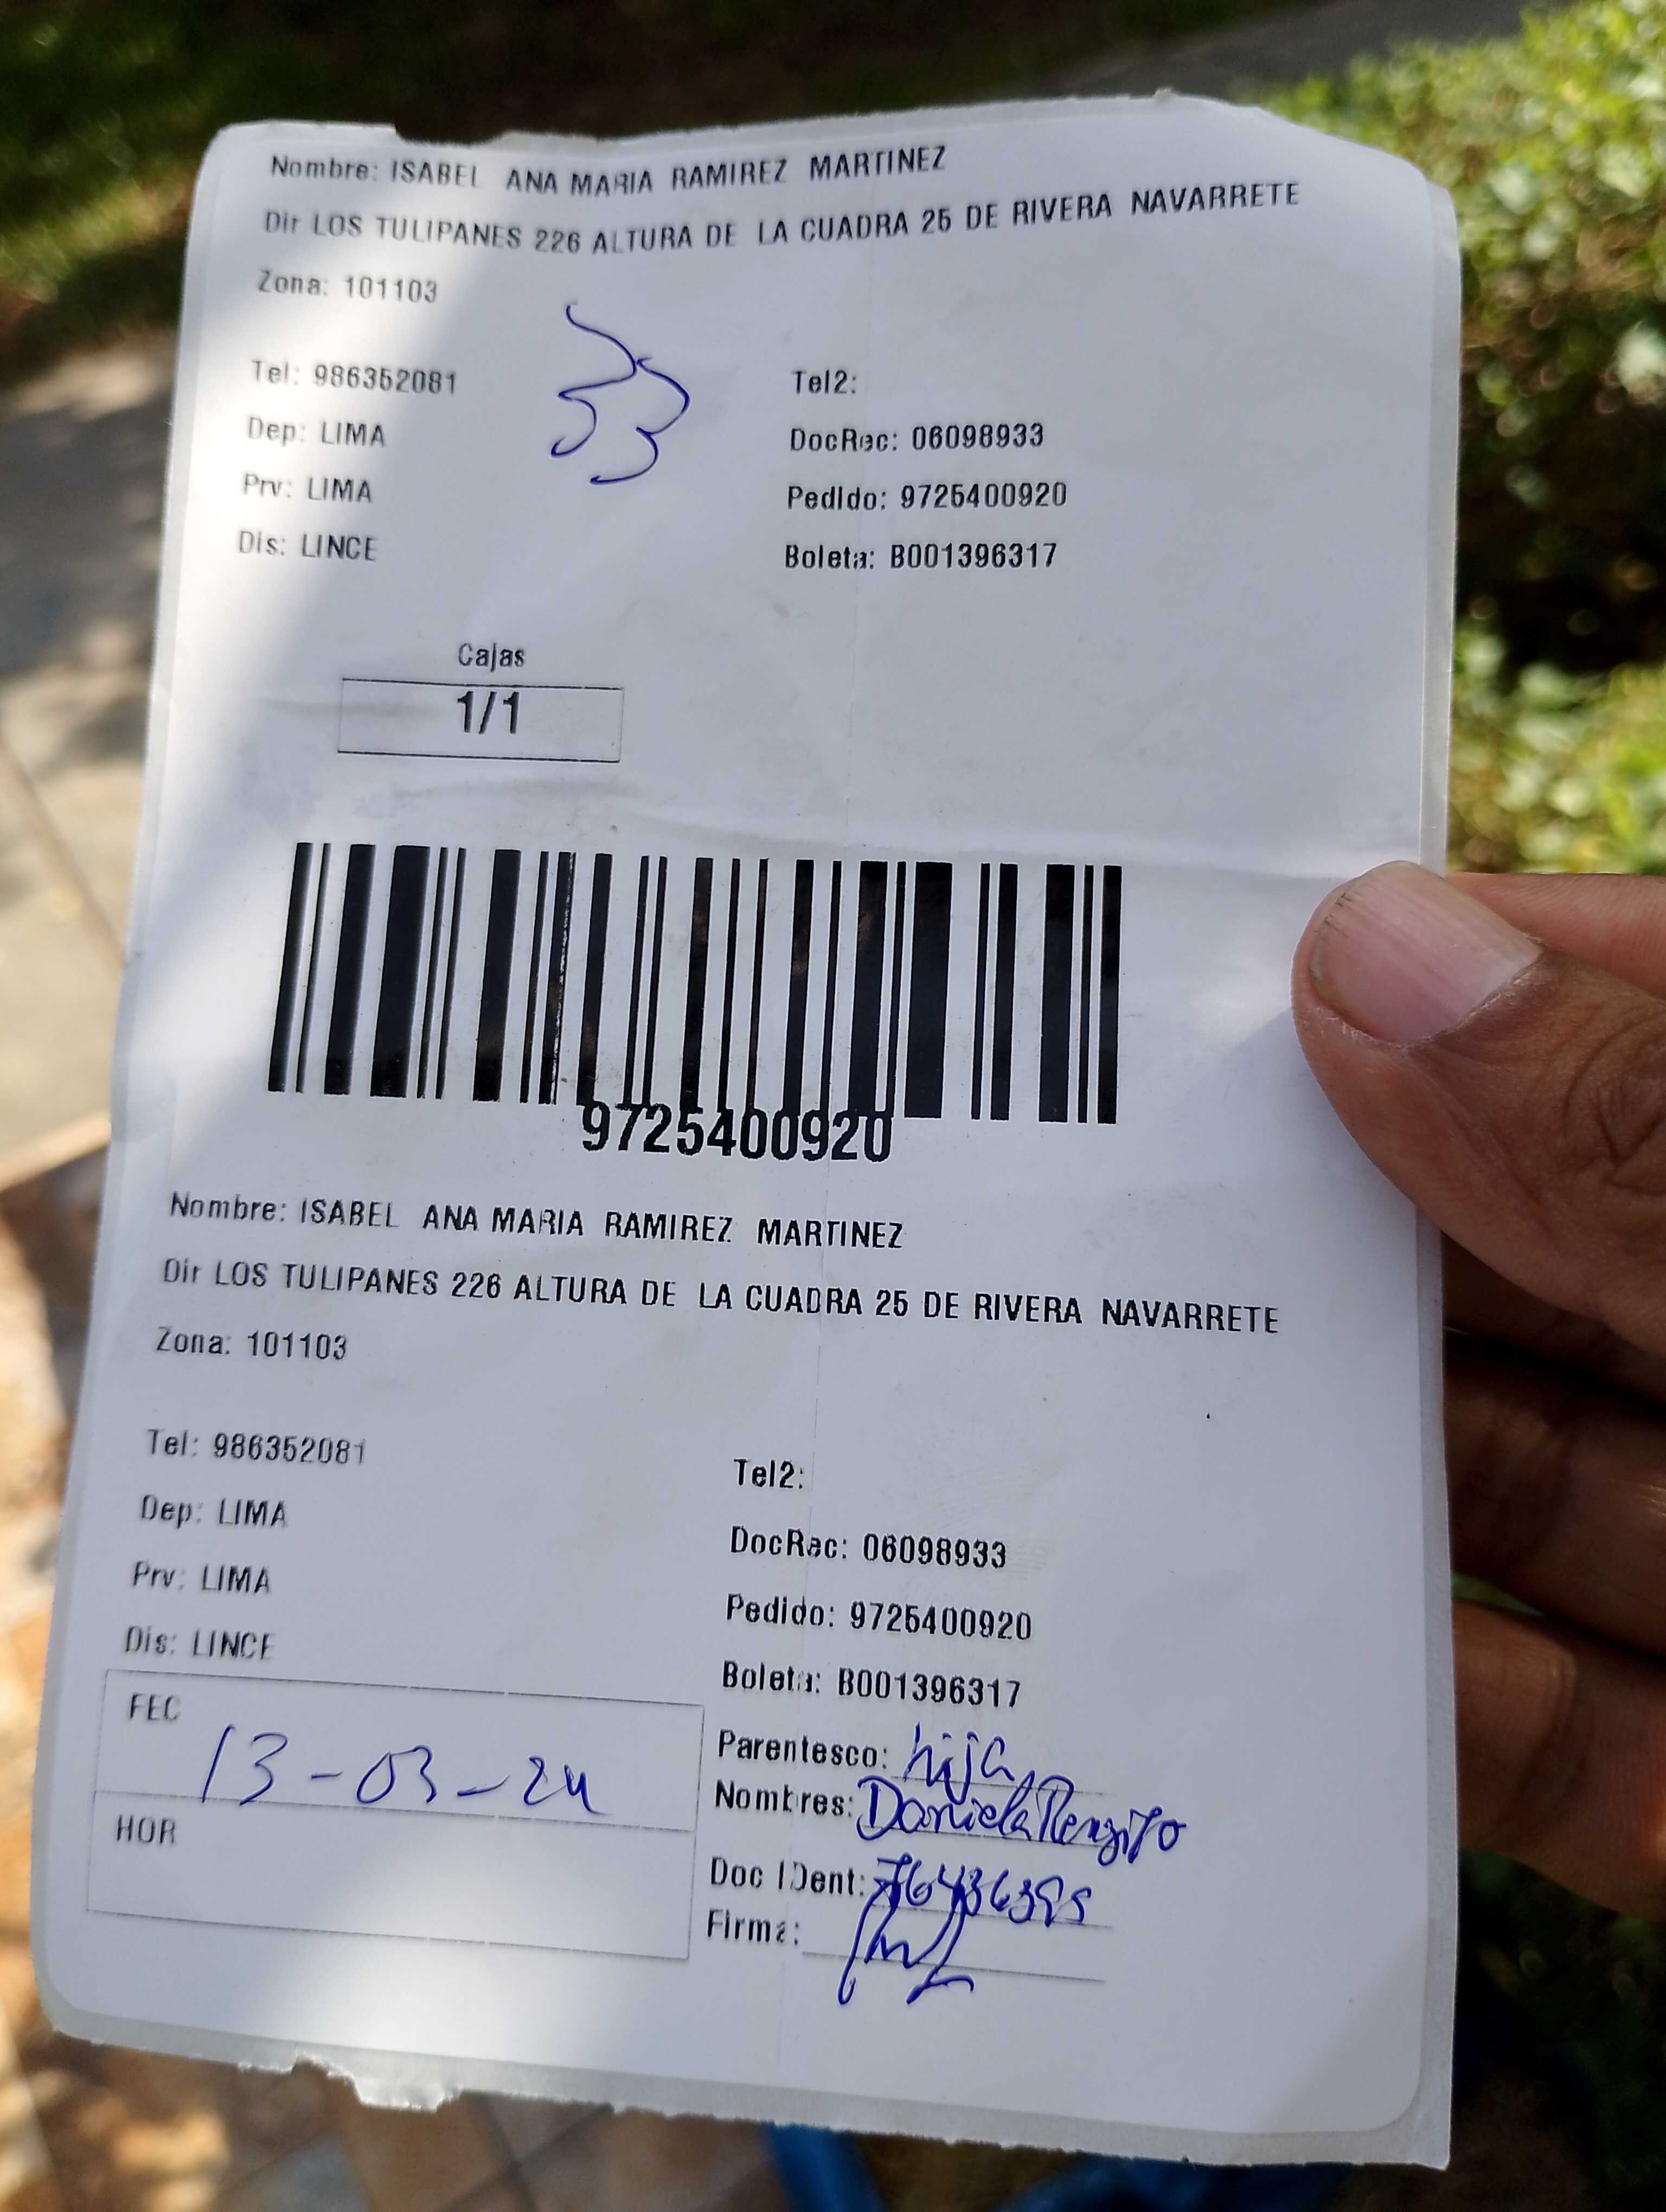 Nombre: ISABEL ANA MARIA RAMIREZ MARTINEZ
Dir LOS TULIPANES 226 ALTURA DE LA CUADRA 25 DE RIVERA NAVARRETE
Zona: 101103
53
Tel: 986352081 Tel2:
Dep: LIMA DocRec: 06098933
Prv: LIMA Pedido: 9725400920
Dis: LINCE Boleta: B001396317
Cajas
1/1
9725400920
Nombre: ISABEL ANA MARIA RAMIREZ MARTINEZ
Dir LOS TULIPANES 226 ALTURA DE LA CUADRA 25 DE RIVERA NAVARRETE
Zona: 101103
Tel: 986352081 Tel2:
Dep: LIMA DocRec: 06098933
Prv: LIMA Pedido: 9725400920
Dis: LINCE Boleta: B001396317
FEC 13-03-24
HOR
Parentesco: hija
Nombres: Daniela
Doc IDent:
Firma: